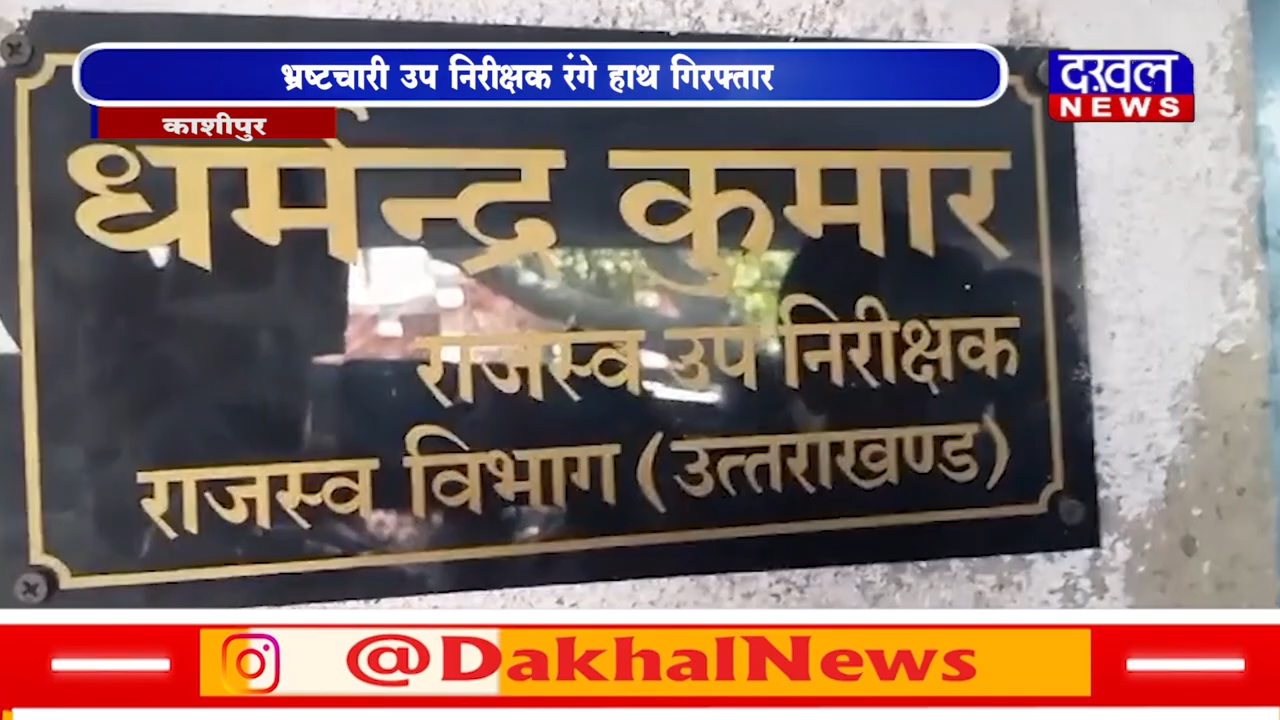 भ्रष्टचारी उप निरीक्षक रंगे हाथ गिरफ्तार
दख़ल
NEWS
काशीपुर
धर्मेन्द्र कुमार
राजस्व उप निरीक्षक
राजस्व विभाग (उत्तराखण्ड)
@DakhalNews